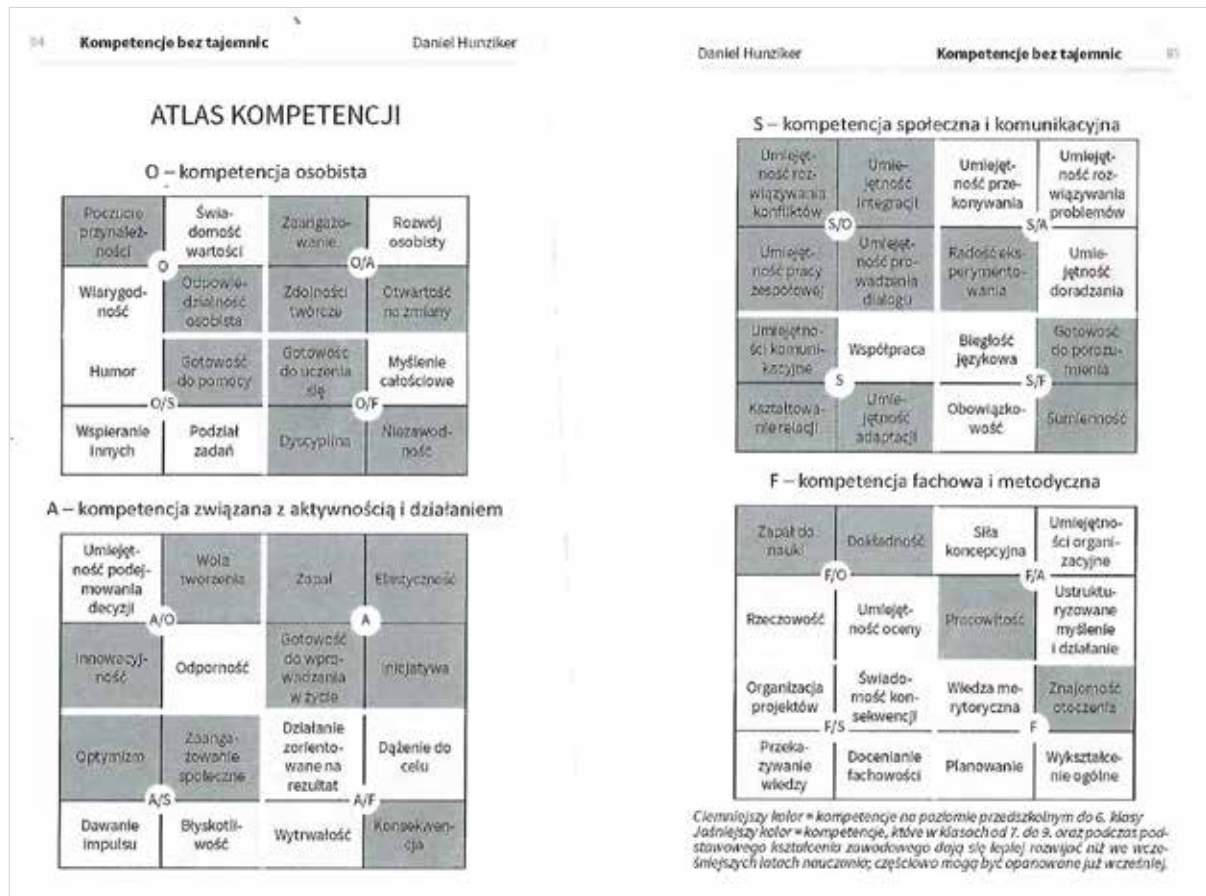 84 Kompetencje bez tajemnic Daniel Hunziker
ATLAS KOMPETENCJI
O – kompetencja osobista
Poczucie
przynależ-
ności
Świa-
domość
wartości
Zaangażo-
wanie
Rozwój
osobisty
O
O/A
Wiarygod-
ność
Odpowie-
dzialność
osobista
Zdolności
twórcze
Otwartość
na zmiany
Humor
Gotowość
do pomocy
Gotowość
do uczenia
się
Myślenie
całościowe
O/S
O/F
Wspieranie
innych
Podział
zadań
Dyscyplina
Niezawod-
ność
A – kompetencja związana z aktywnością i działaniem
Umiejęt-
ność podej-
mowania
decyzji
Wola
tworzenia
Zapał
Elastyczność
A/O
A
Innowacyj-
ność
Odporność
Gotowość
do wpro-
wadzania
w życie
Inicjatywa
Optymizm
Zaanga-
żowanie
społeczne
Działanie
zoriento-
wane na
rezultat
Dążenie do
celu
A/S
A/F
Dawanie
impulsu
Błyskotli-
wość
Wytrwałość
Konsekwen-
cja
Daniel Hunziker Kompetencje bez tajemnic 85
S – kompetencja społeczna i komunikacyjna
Umiejęt-
ność roz-
wiązywania
konfliktów
Umie-
jętność
integracji
Umiejęt-
ność prze-
konywania
Umiejęt-
ność roz-
wiązywania
problemów
S/O
S/A
Umiejęt-
ność pracy
zespołowej
Umiejęt-
ność pro-
wadzenia
dialogu
Radość eks-
perymento-
wania
Umie-
jętność
doradzania
Umiejętno-
ści komuni-
kacyjne
Współpraca
Biegłość
językowa
Gotowość
do porozu-
mienia
S
S/F
Kształtowa-
nie relacji
Umie-
jętność
adaptacji
Obowiązko-
wość
Sumienność
F – kompetencja fachowa i metodyczna
Zapał do
nauki
Dokładność
Siła
koncepcyjna
Umiejętno-
ści organi-
zacyjne
F/O
F/A
Rzeczowość
Umiejęt-
ność oceny
Pracowitość
Ustruktu-
ryzowane
myślenie
i działanie
Organizacja
projektów
Świado-
mość kon-
sekwencji
Wiedza me-
rytoryczna
Znajomość
otoczenia
F/S
F
Przeka-
zywanie
wiedzy
Docenianie
fachowości
Planowanie
Wykształce-
nie ogólne
Ciemniejszy kolor = kompetencje na poziomie przedszkolnym do 6. klasy
Jaśniejszy kolor = kompetencje, które w klasach od 7. do 9. oraz podczas pod-
stawowego kształcenia zawodowego dają się lepiej rozwijać niż we wcze-
śniejszych latach nauczania; częściowo mogą być opanowane już wcześniej.